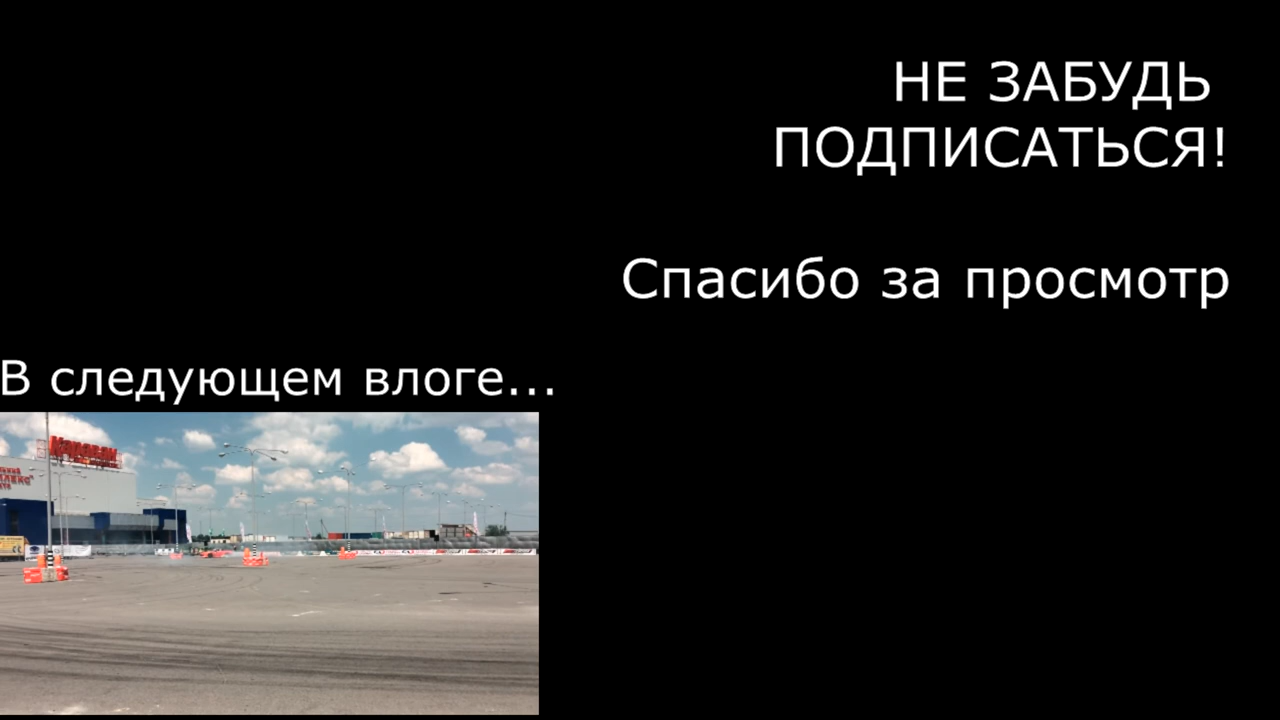 НЕ ЗАБУДЬ
ПОДПИСАТЬСЯ!
Спасибо за просмотр
В следующем влоге...